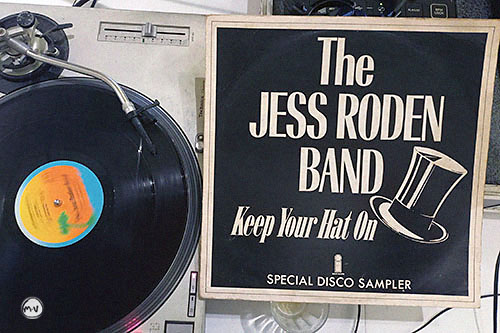 The
JESS RODEN
BAND
Keep Your Hat On
SPECIAL DISCO SAMPLER